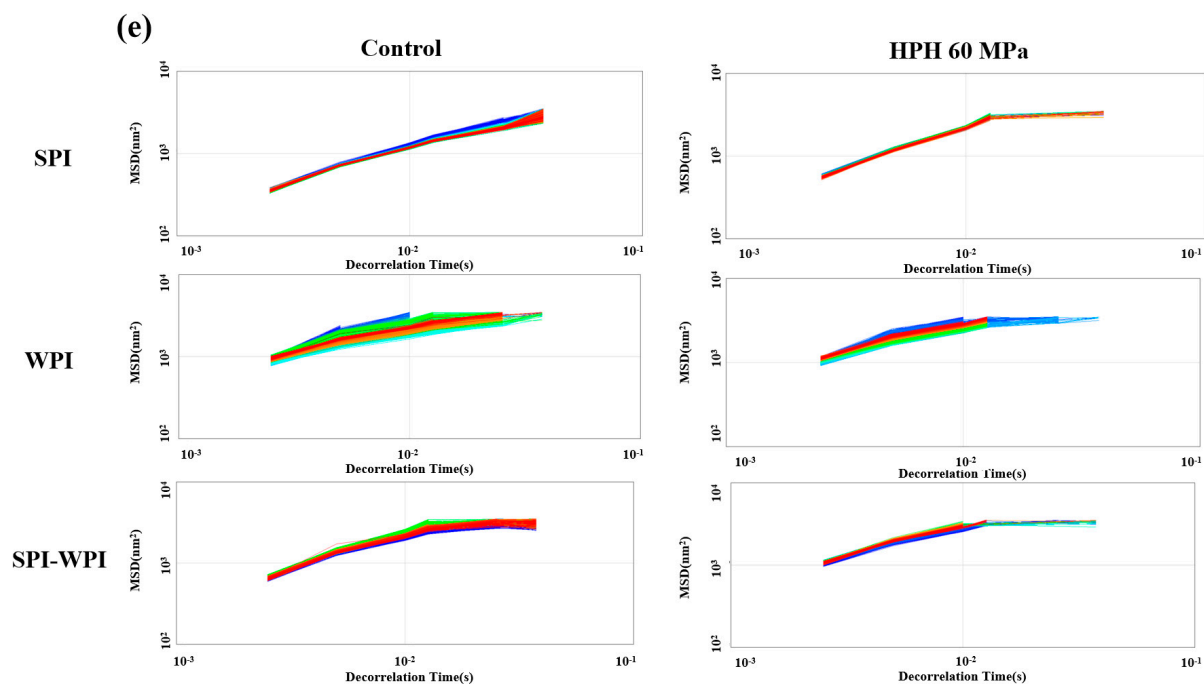 (e)
Control
HPH 60 MPa
SPI
MSD(nm²)
10⁴
10³
10²
10⁻³
10⁻²
10⁻¹
Decorrelation Time(s)
MSD(nm²)
10⁴
10³
10²
10⁻³
10⁻²
10⁻¹
Decorrelation Time(s)
WPI
MSD(nm²)
10⁴
10³
10²
10⁻³
10⁻²
10⁻¹
Decorrelation Time(s)
MSD(nm²)
10⁴
10³
10²
10⁻³
10⁻²
10⁻¹
Decorrelation Time(s)
SPI-WPI
MSD(nm²)
10⁴
10³
10²
10⁻³
10⁻²
10⁻¹
Decorrelation Time(s)
MSD(nm²)
10⁴
10³
10²
10⁻³
10⁻²
10⁻¹
Decorrelation Time(s)